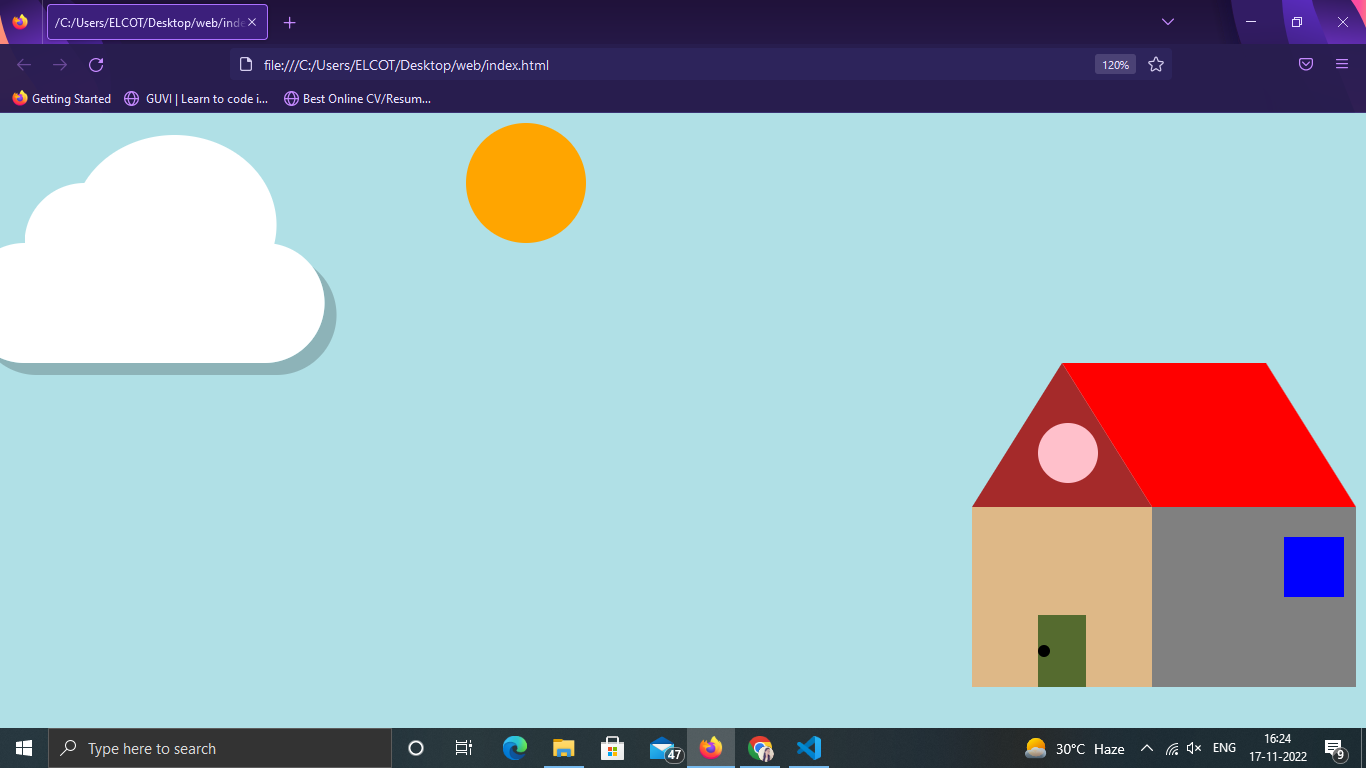 /C:/Users/ELCOT/Desktop/web/inde
file:///C:/Users/ELCOT/Desktop/web/index.html
120%
Getting Started
GUVI | Learn to code i...
Best Online CV/Resum...
Type here to search
47
30°C Haze
ENG
16:24
17-11-2022
9